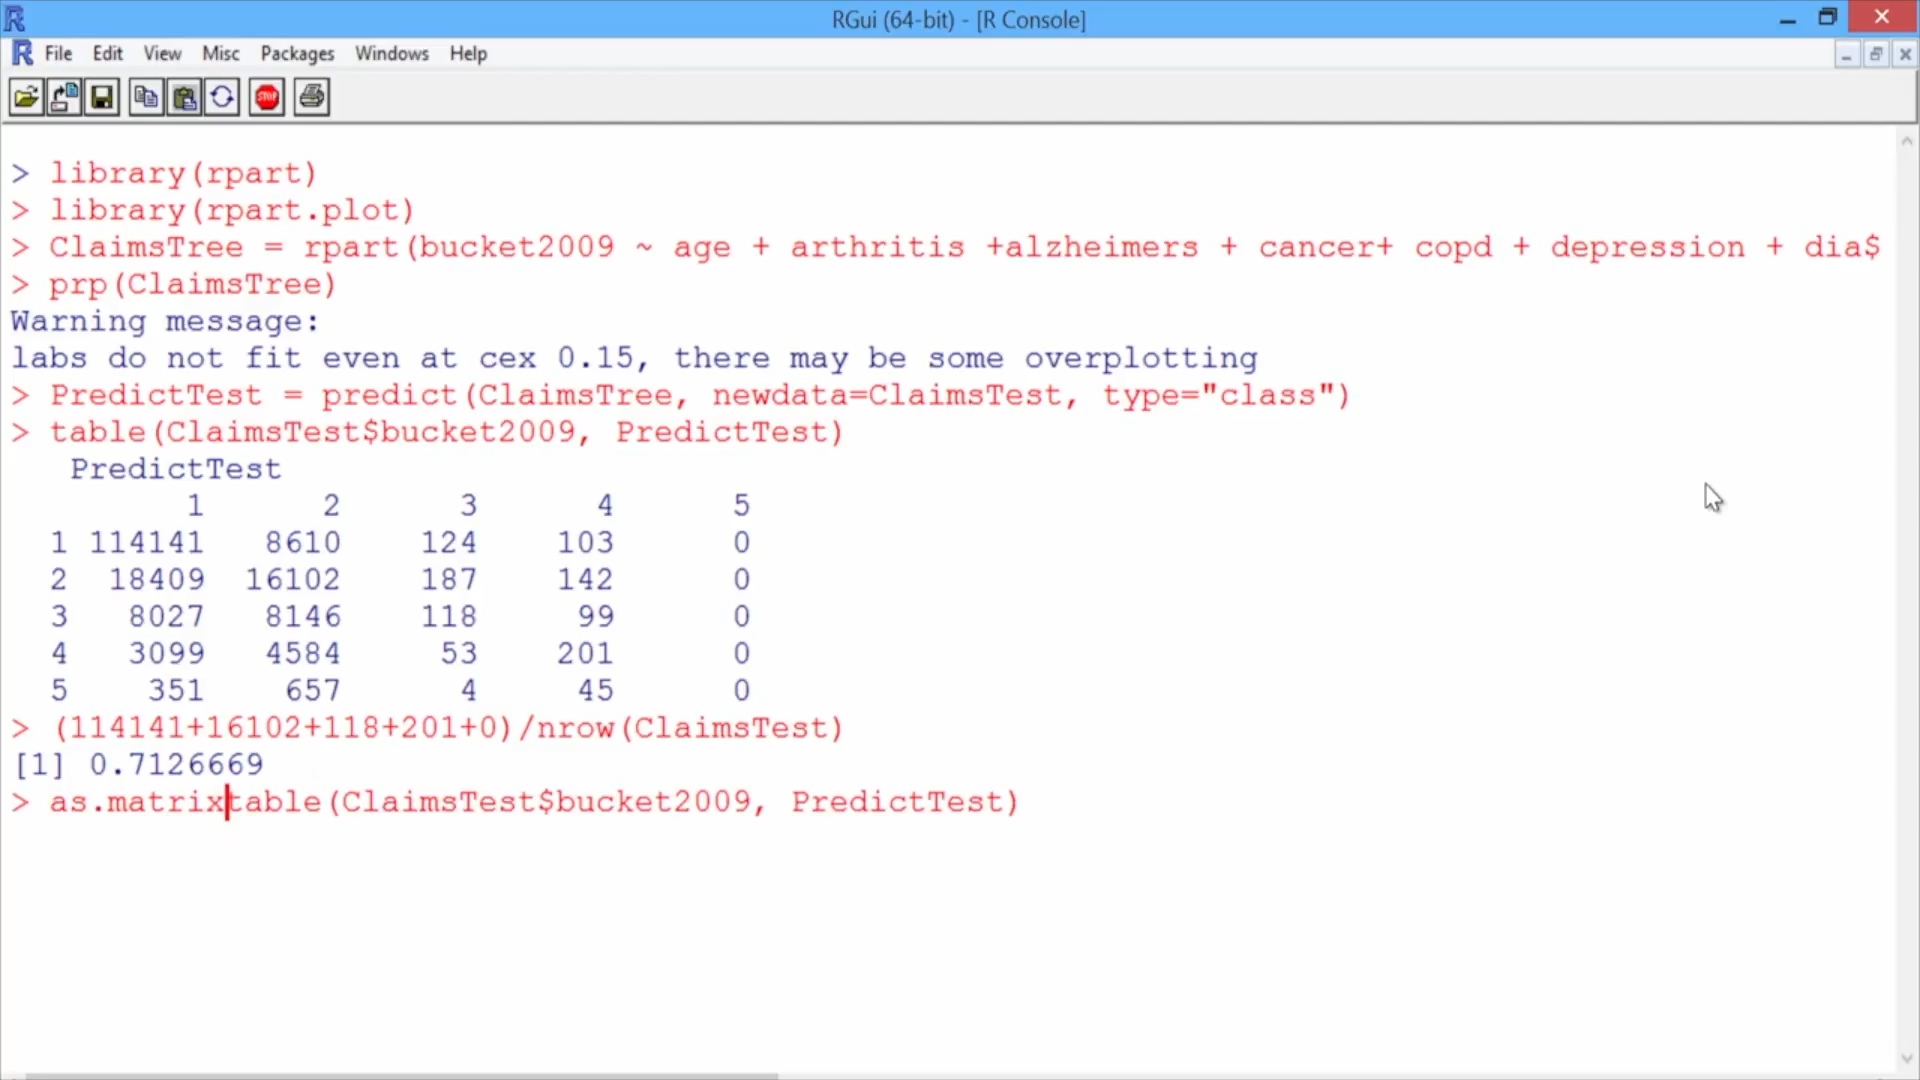 RGui (64-bit) - [R Console]
File Edit View Misc Packages Windows Help
STOP
> library(rpart)
> library(rpart.plot)
> ClaimsTree = rpart(bucket2009 ~ age + arthritis +alzheimers + cancer+ copd + depression + dia$
> prp(ClaimsTree)
Warning message:
labs do not fit even at cex 0.15, there may be some overplotting
> PredictTest = predict(ClaimsTree, newdata=ClaimsTest, type="class")
> table(ClaimsTest$bucket2009, PredictTest)
   PredictTest
         1      2      3      4      5
  1 114141   8610    124    103      0
  2  18409  16102    187    142      0
  3   8027   8146    118     99      0
  4   3099   4584     53    201      0
  5    351    657      4     45      0
> (114141+16102+118+201+0)/nrow(ClaimsTest)
[1] 0.7126669
> as.matrixtable(ClaimsTest$bucket2009, PredictTest)